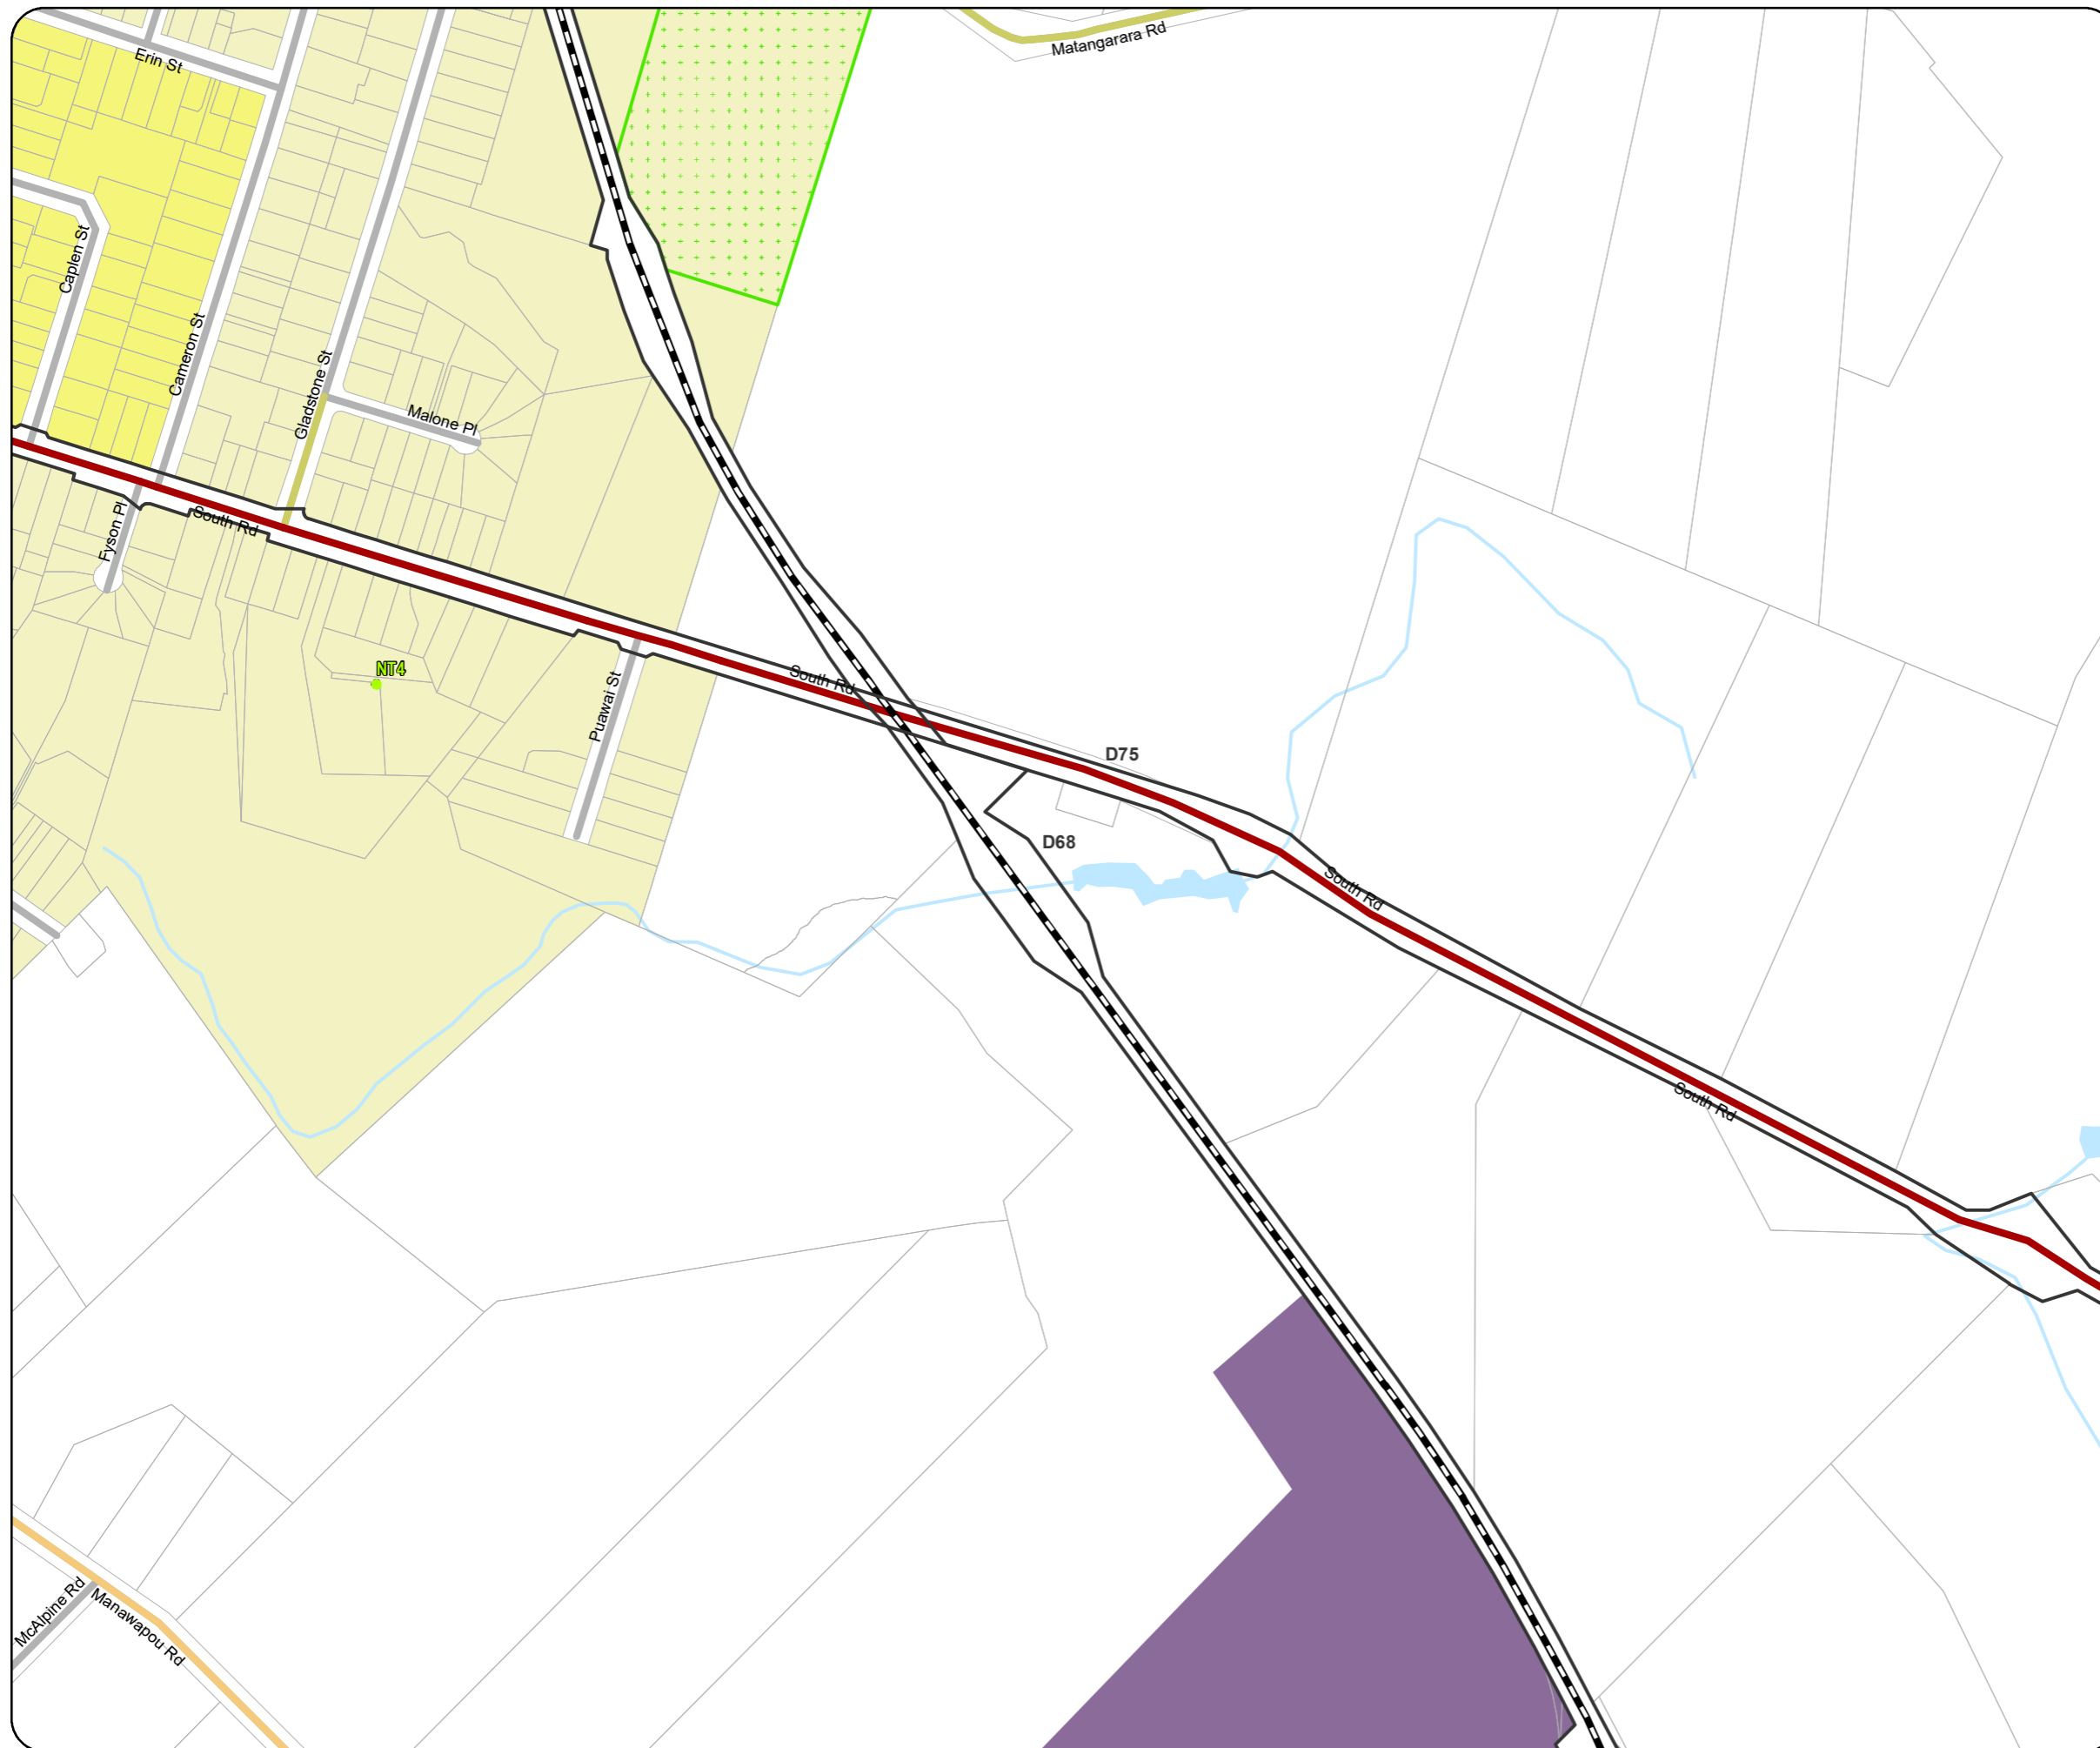 Matangarara Rd
Erin St
Caplen St
Cameron St
Gladstone St
Malone Pl
Fyson Pl
South Rd
NT4
South Rd
Puawai St
D75
D68
South Rd
South Rd
McAlpine Rd
Manawapou Rd